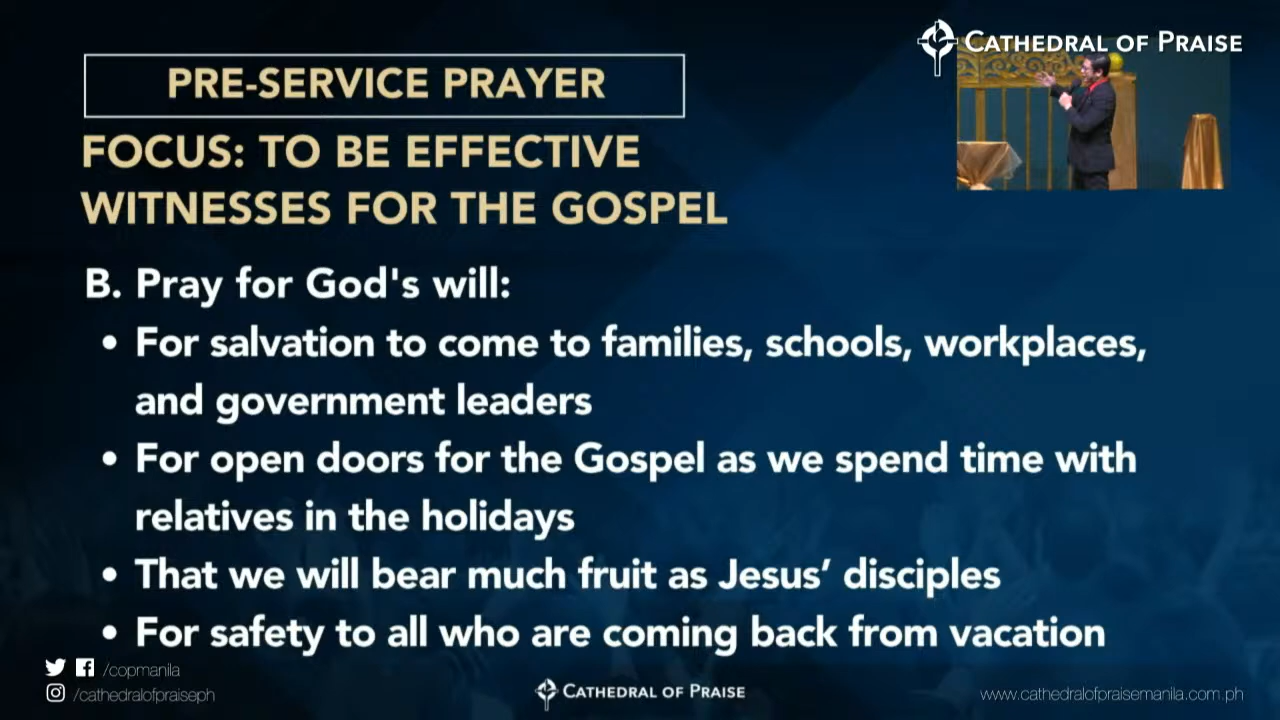 CATHEDRAL OF PRAISE
PRE-SERVICE PRAYER
FOCUS: TO BE EFFECTIVE
WITNESSES FOR THE GOSPEL
B. Pray for God's will:
• For salvation to come to families, schools, workplaces,
and government leaders
• For open doors for the Gospel as we spend time with
relatives in the holidays
• That we will bear much fruit as Jesus’ disciples
• For safety to all who are coming back from vacation
/copmanila
/cathedralofpraiseph
CATHEDRAL OF PRAISE
www.cathedralofpraisemanila.com.ph